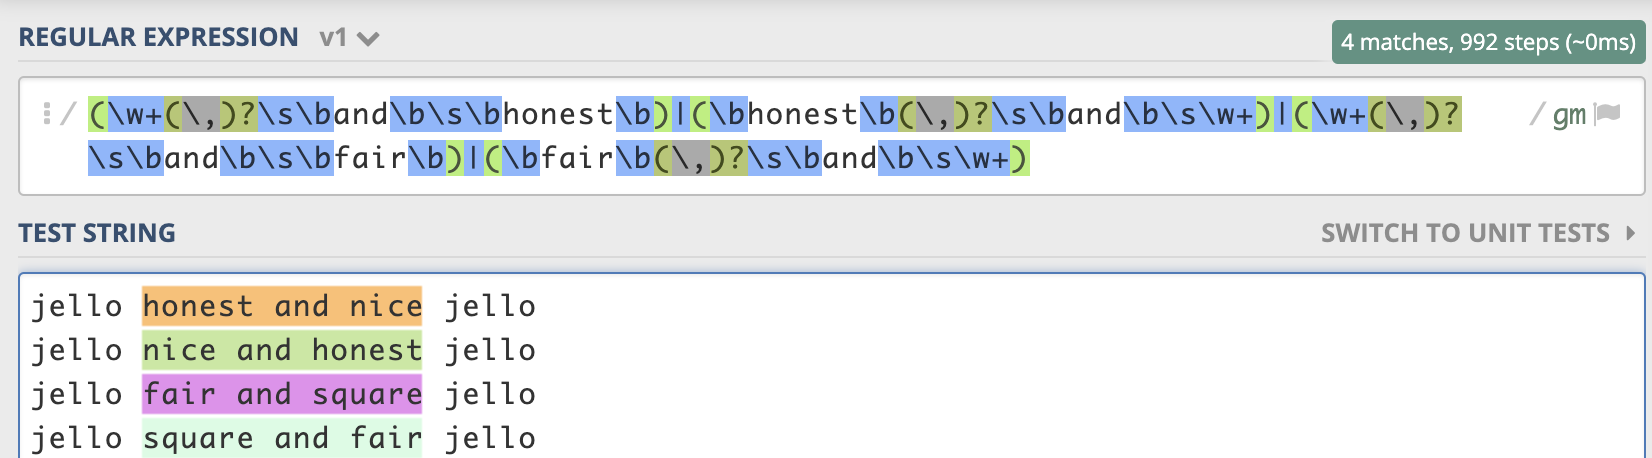 REGULAR EXPRESSION v1
4 matches, 992 steps (~0ms)
/ (\w+(\,)?\s\band\b\s\bhonest\b)|(\bhonest\b(\,)?\s\band\b\s\w+)|(\w+(\,)? / gm
\s\band\b\s\bfair\b)|(\bfair\b(\,)?\s\band\b\s\w+)
TEST STRING
SWITCH TO UNIT TESTS
jello honest and nice jello
jello nice and honest jello
jello fair and square jello
jello square and fair jello